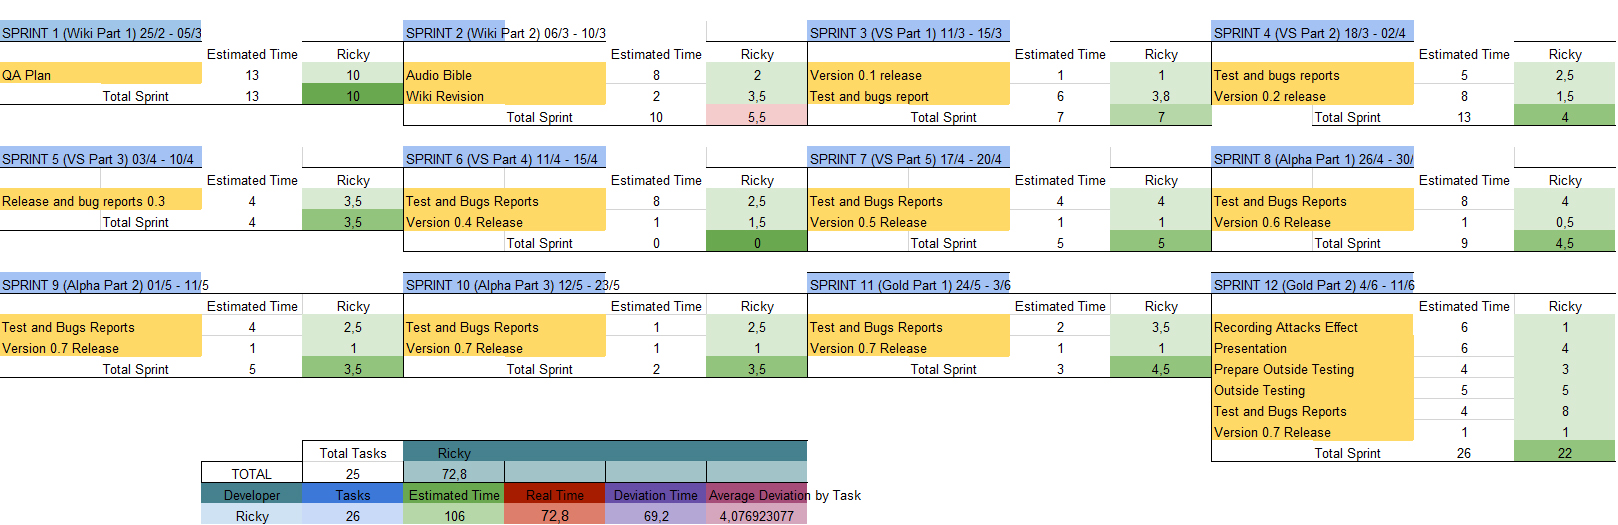 SPRINT 1 (Wiki Part 1) 25/2 - 05/3 SPRINT 2 (Wiki Part 2) 06/3 - 10/3 SPRINT 3 (VS Part 1) 11/3 - 15/3 SPRINT 4 (VS Part 2) 18/3 - 02/4
Estimated Time Ricky Estimated Time Ricky Estimated Time Ricky Estimated Time Ricky
QA Plan 13 10 Audio Bible 8 2 Version 0.1 release 1 1 Test and bugs reports 5 2,5
Total Sprint 13 10 Wiki Revision 2 3,5 Test and bugs report 6 3,8 Version 0.2 release 8 1,5
Total Sprint 10 5,5 Total Sprint 7 7 Total Sprint 13 4
SPRINT 5 (VS Part 3) 03/4 - 10/4 SPRINT 6 (VS Part 4) 11/4 - 15/4 SPRINT 7 (VS Part 5) 17/4 - 20/4 SPRINT 8 (Alpha Part 1) 26/4 - 30/
Estimated Time Ricky Estimated Time Ricky Estimated Time Ricky Estimated Time Ricky
Release and bug reports 0.3 4 3,5 Test and Bugs Reports 8 2,5 Test and Bugs Reports 4 4 Test and Bugs Reports 8 4
Total Sprint 4 3,5 Version 0.4 Release 1 1,5 Version 0.5 Release 1 1 Version 0.6 Release 1 0,5
Total Sprint 0 0 Total Sprint 5 5 Total Sprint 9 4,5
SPRINT 9 (Alpha Part 2) 01/5 - 11/5 SPRINT 10 (Alpha Part 3) 12/5 - 23/5 SPRINT 11 (Gold Part 1) 24/5 - 3/6 SPRINT 12 (Gold Part 2) 4/6 - 11/6
Estimated Time Ricky Estimated Time Ricky Estimated Time Ricky Estimated Time Ricky
Test and Bugs Reports 4 2,5 Test and Bugs Reports 1 2,5 Test and Bugs Reports 2 3,5 Recording Attacks Effect 6 1
Version 0.7 Release 1 1 Version 0.7 Release 1 1 Version 0.7 Release 1 1 Presentation 6 4
Total Sprint 5 3,5 Total Sprint 2 3,5 Total Sprint 3 4,5 Prepare Outside Testing 4 3
Outside Testing 5 5
Test and Bugs Reports 4 8
Version 0.7 Release 1 1
Total Sprint 26 22
Total Tasks Ricky
TOTAL 25 72,8
Developer Tasks Estimated Time Real Time Deviation Time Average Deviation by Task
Ricky 26 106 72,8 69,2 4,076923077